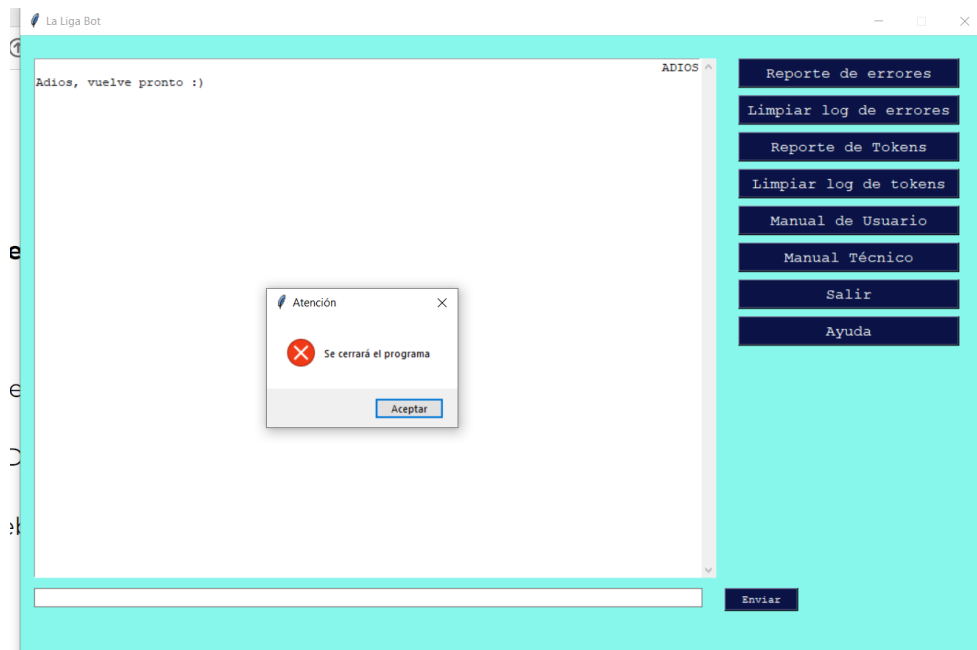 La Liga Bot
ADIOS
Adios, vuelve pronto :)
Reporte de errores
Limpiar log de errores
Reporte de Tokens
Limpiar log de tokens
Manual de Usuario
Manual Técnico
Salir
Ayuda
Atención
Se cerrará el programa
Aceptar
Enviar